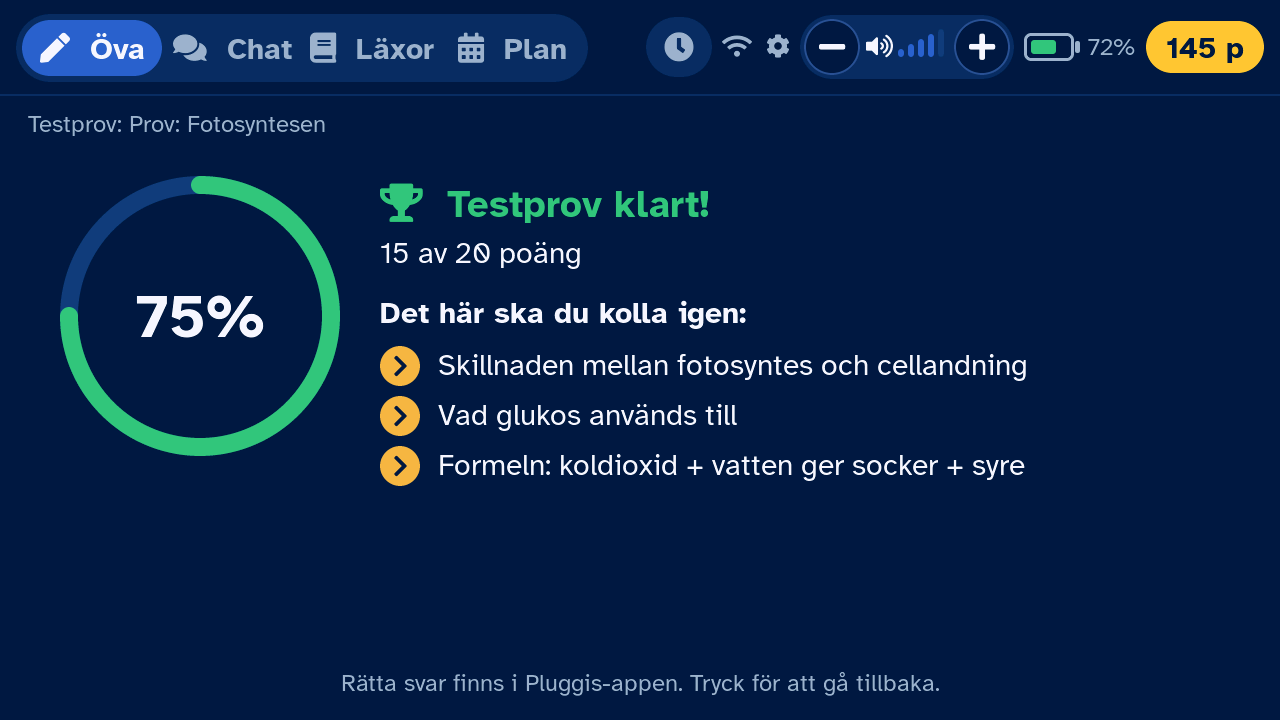 Öva Chat Läxor Plan 72% 145 p
Testprov: Prov: Fotosyntesen
75%
Testprov klart!
15 av 20 poäng
Det här ska du kolla igen:
Skillnaden mellan fotosyntes och cellandning
Vad glukos används till
Formeln: koldioxid + vatten ger socker + syre
Rätta svar finns i Pluggis-appen. Tryck för att gå tillbaka.